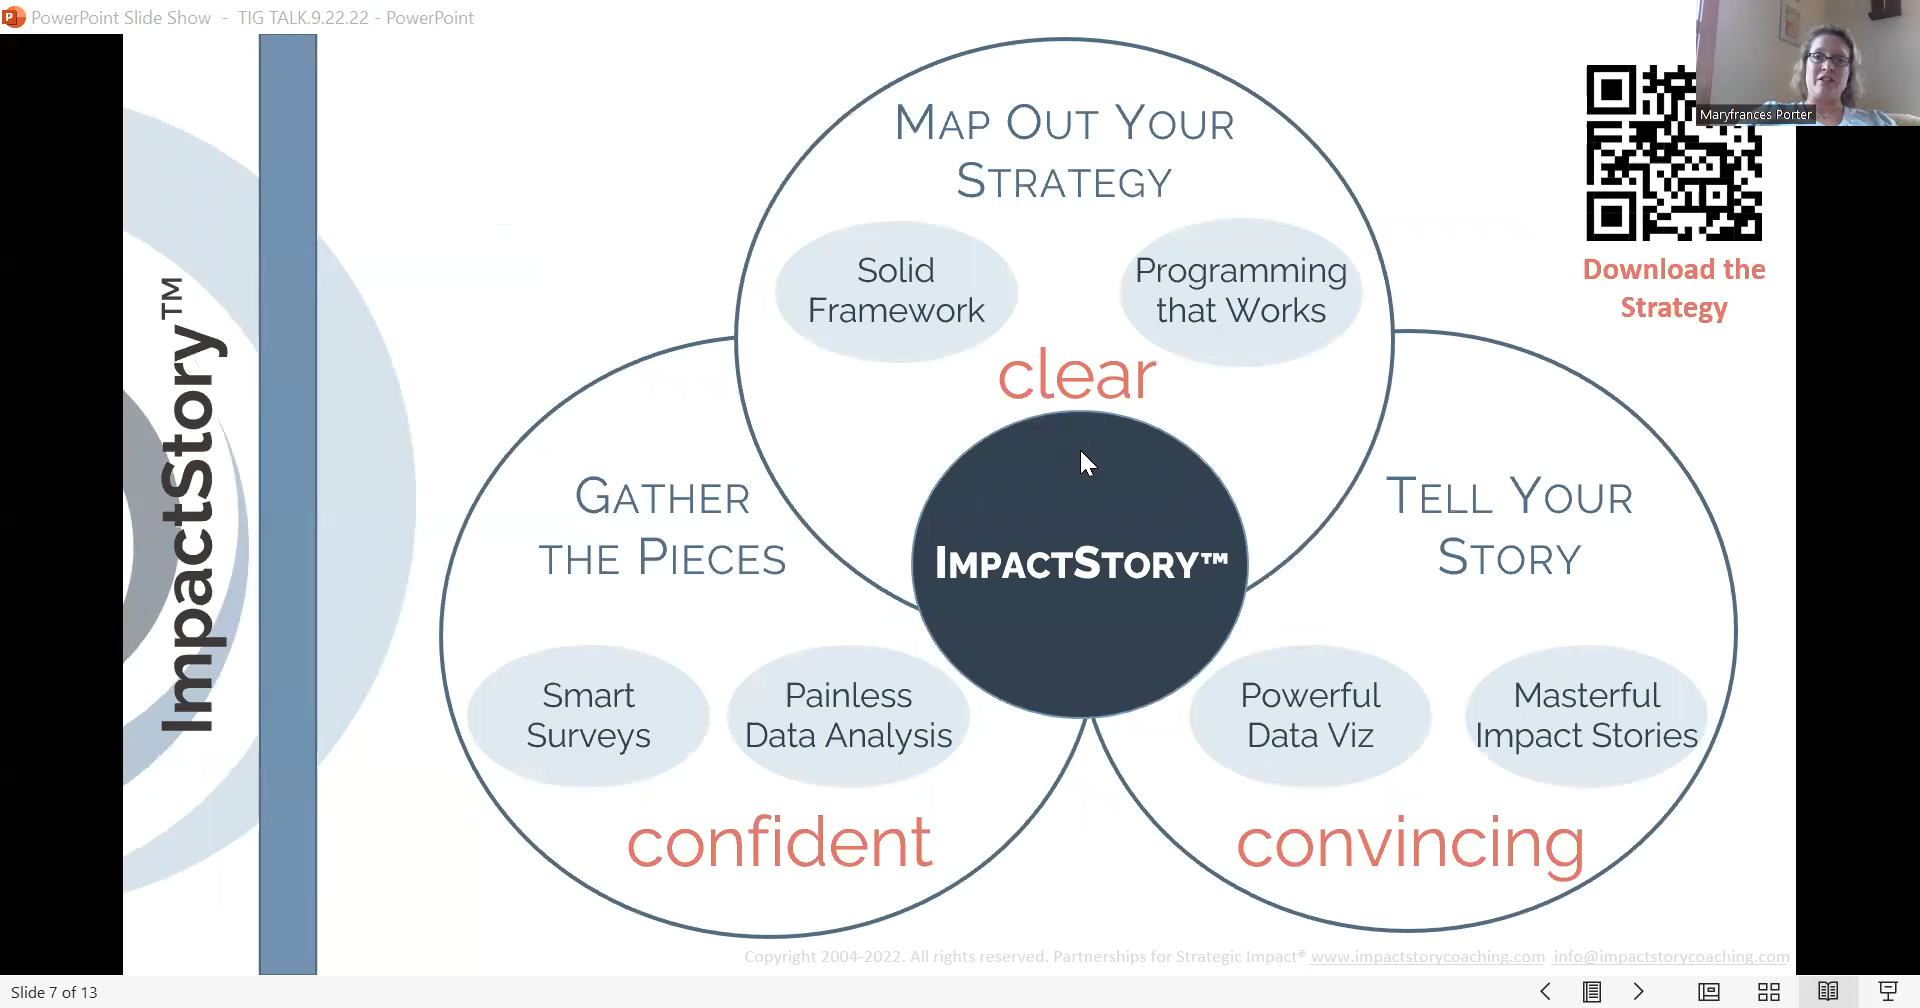 PowerPoint Slide Show - TIG TALK.9.22.22 - PowerPoint
Maryfrances Porter
Download the
Strategy
ImpactStory™
MAP OUT YOUR
STRATEGY
Solid
Framework
Programming
that Works
clear
GATHER
THE PIECES
Smart
Surveys
Painless
Data Analysis
confident
IMPACTSTORY™
TELL YOUR
STORY
Powerful
Data Viz
Masterful
Impact Stories
convincing
Copyright 2004-2022. All rights reserved. Partnerships for Strategic Impact® www.impactstorycoaching.com info@impactstorycoaching.com
Slide 7 of 13